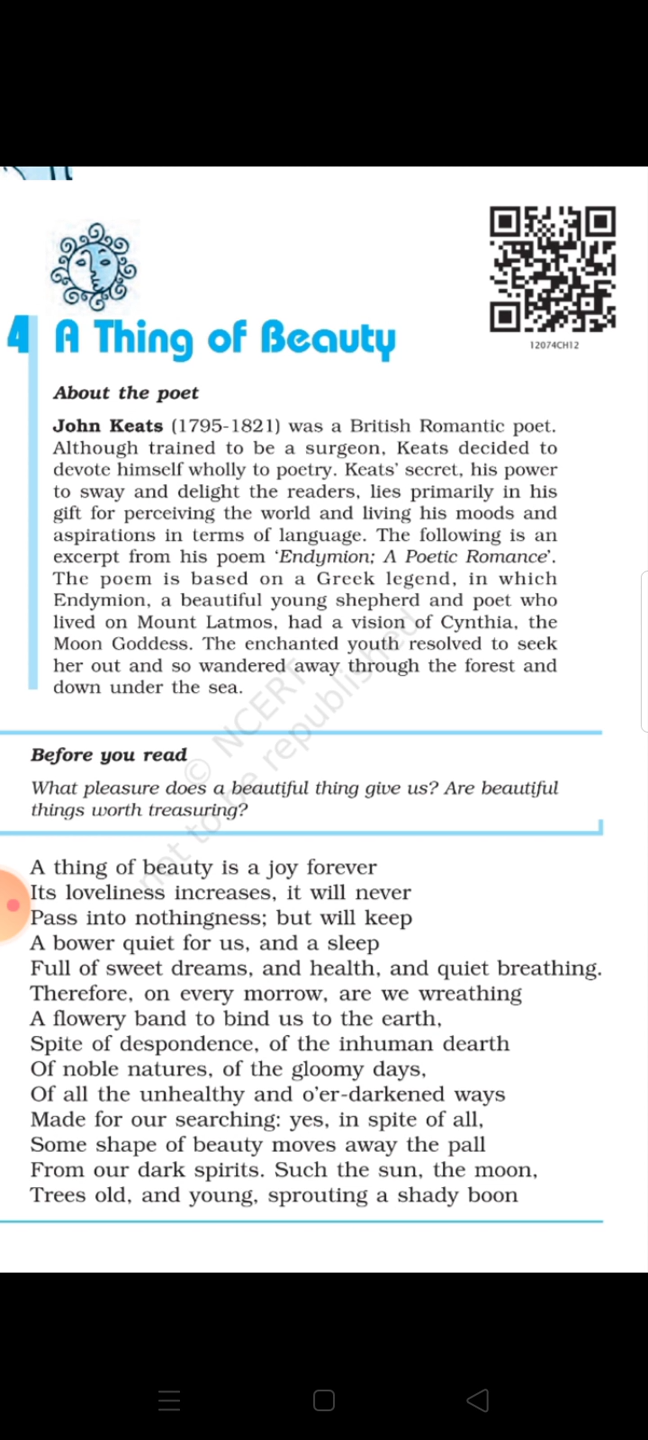 12074CH12
4 A Thing of Beauty
About the poet
John Keats (1795-1821) was a British Romantic poet.
Although trained to be a surgeon, Keats decided to
devote himself wholly to poetry. Keats' secret, his power
to sway and delight the readers, lies primarily in his
gift for perceiving the world and living his moods and
aspirations in terms of language. The following is an
excerpt from his poem ‘Endymion; A Poetic Romance’.
The poem is based on a Greek legend, in which
Endymion, a beautiful young shepherd and poet who
lived on Mount Latmos, had a vision of Cynthia, the
Moon Goddess. The enchanted youth resolved to seek
her out and so wandered away through the forest and
down under the sea.
© NCERT
not to be republished
Before you read
What pleasure does a beautiful thing give us? Are beautiful
things worth treasuring?
A thing of beauty is a joy forever
Its loveliness increases, it will never
Pass into nothingness; but will keep
A bower quiet for us, and a sleep
Full of sweet dreams, and health, and quiet breathing.
Therefore, on every morrow, are we wreathing
A flowery band to bind us to the earth,
Spite of despondence, of the inhuman dearth
Of noble natures, of the gloomy days,
Of all the unhealthy and o'er-darkened ways
Made for our searching: yes, in spite of all,
Some shape of beauty moves away the pall
From our dark spirits. Such the sun, the moon,
Trees old, and young, sprouting a shady boon